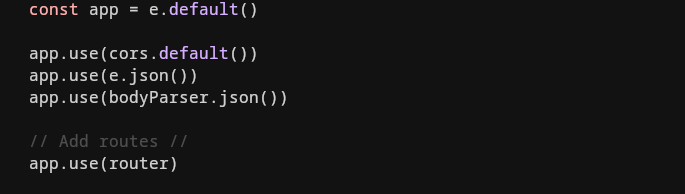 const app = e.default()
app.use(cors.default())
app.use(e.json())
app.use(bodyParser.json())
// Add routes //
app.use(router)